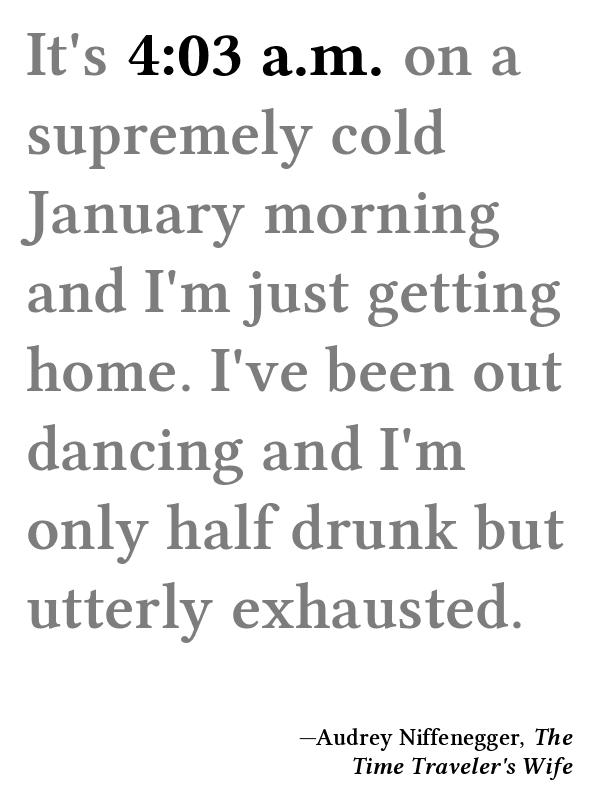 It's 4:03 a.m. on a
supremely cold
January morning
and I'm just getting
home. I've been out
dancing and I'm
only half drunk but
utterly exhausted.
—Audrey Niffenegger, The
Time Traveler's Wife